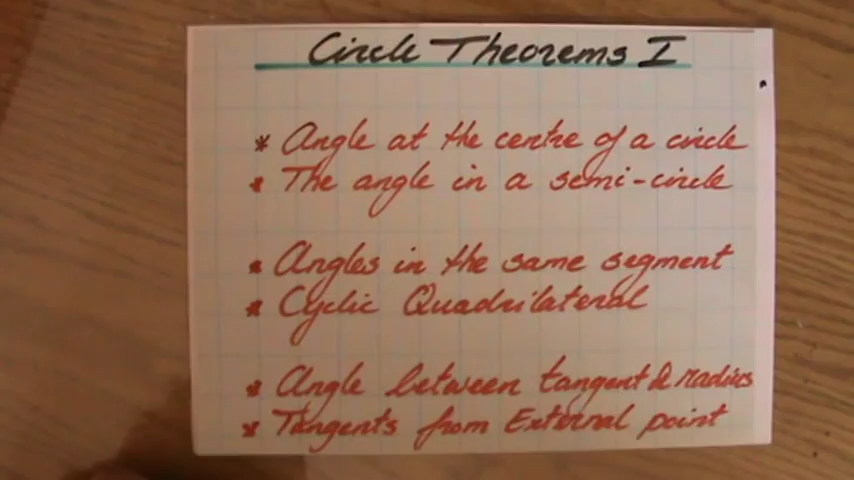 Circle Theorems I
* Angle at the centre of a circle
* The angle in a semi-circle
* Angles in the same segment
* Cyclic Quadrilateral
* Angle between tangent & radius
* Tangents from External point